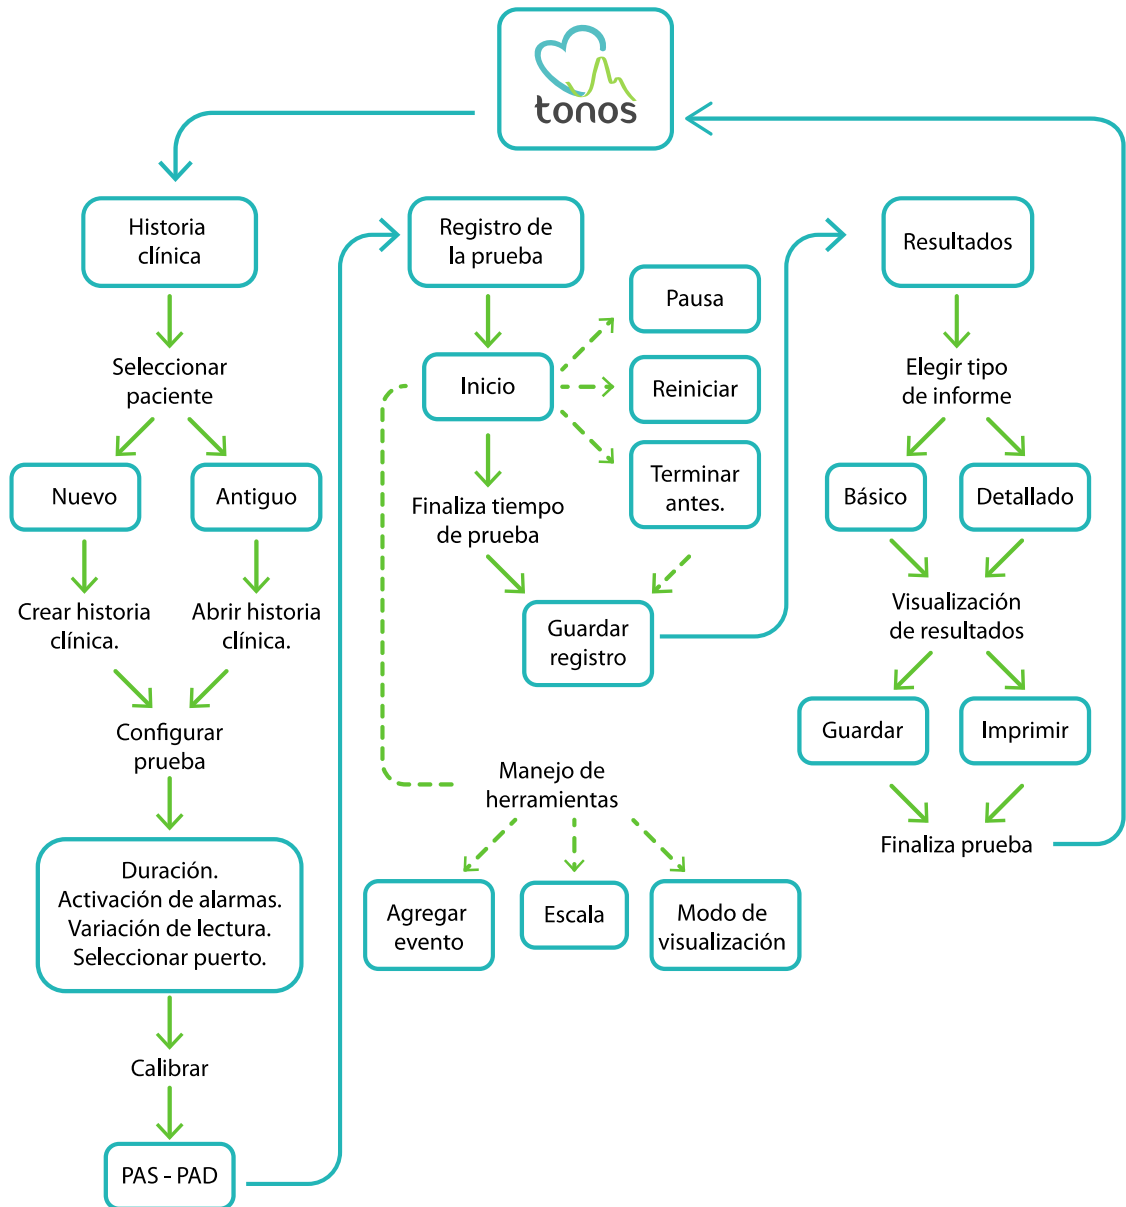 tonos
Historia
clínica
Seleccionar
paciente
Nuevo
Antiguo
Crear historia
clínica.
Abrir historia
clínica.
Configurar
prueba
Duración.
Activación de alarmas.
Variación de lectura.
Seleccionar puerto.
Calibrar
PAS - PAD
Registro de
la prueba
Inicio
Pausa
Reiniciar
Terminar
antes.
Finaliza tiempo
de prueba
Guardar
registro
Manejo de
herramientas
Agregar
evento
Escala
Modo de
visualización
Resultados
Elegir tipo
de informe
Básico
Detallado
Visualización
de resultados
Guardar
Imprimir
Finaliza prueba